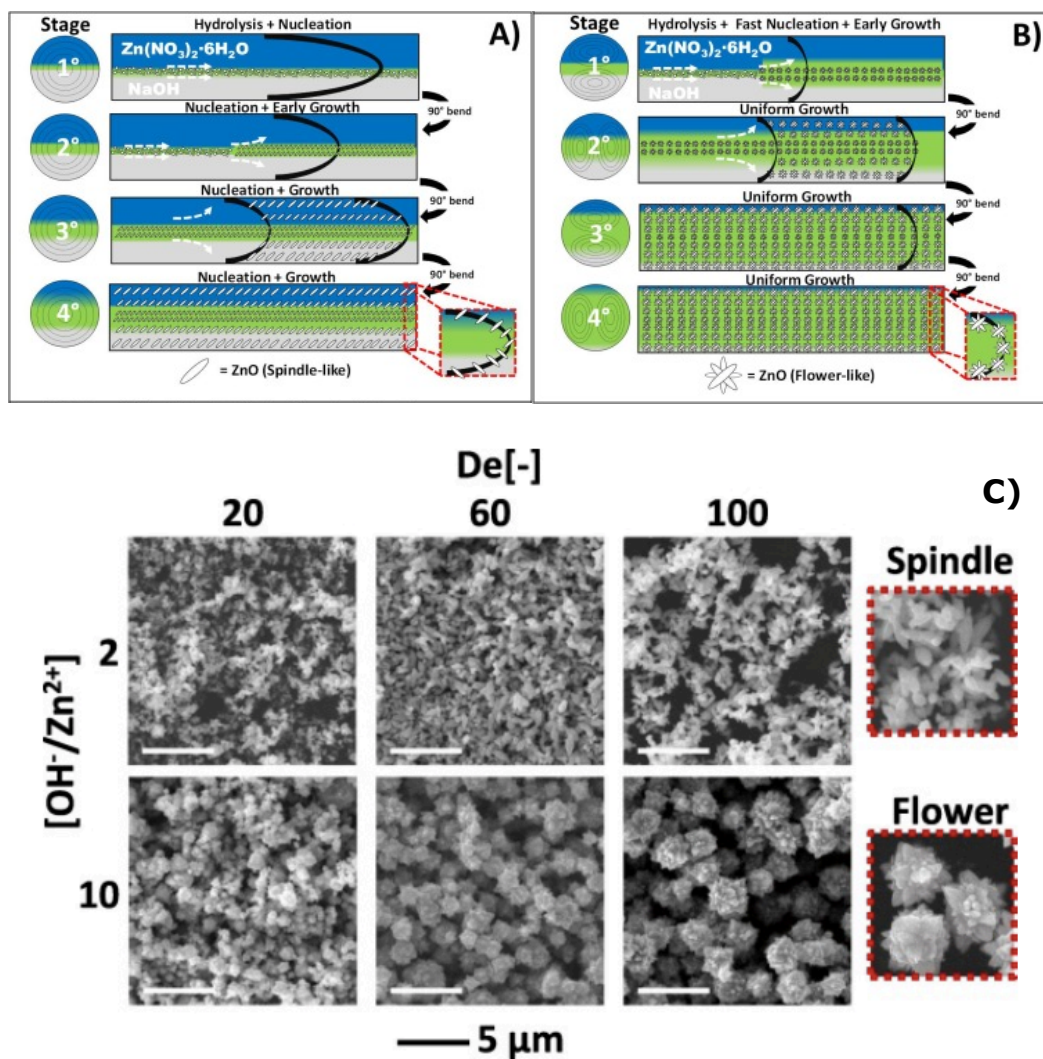 Stage
Hydrolysis + Nucleation
A)
1°
Zn(NO₃)₂·6H₂O
NaOH
Nucleation + Early Growth
90° bend
2°
Nucleation + Growth
90° bend
3°
Nucleation + Growth
90° bend
4°
= ZnO (Spindle-like)
Stage
Hydrolysis + Fast Nucleation + Early Growth
B)
1°
Zn(NO₃)₂·6H₂O
NaOH
Uniform Growth
90° bend
2°
Uniform Growth
90° bend
3°
Uniform Growth
90° bend
4°
= ZnO (Flower-like)
De[-]
C)
20 60 100
Spindle
[OH⁻/Zn²⁺]
2
Flower
10
5 µm